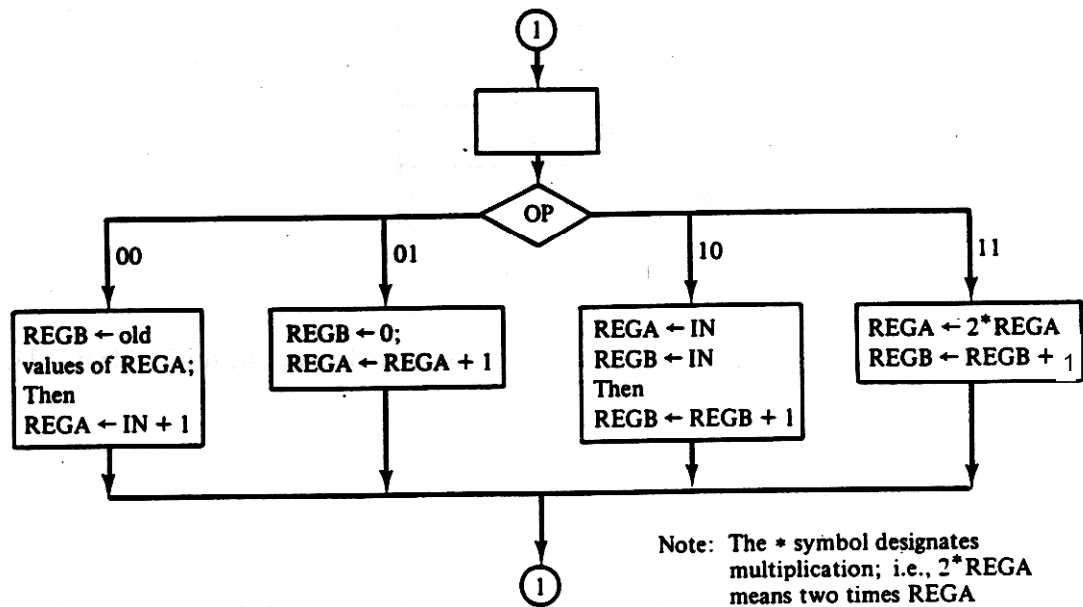 1
OP
00
01
10
11
REGB ← old
values of REGA;
Then
REGA ← IN + 1
REGB ← 0;
REGA ← REGA + 1
REGA ← IN
REGB ← IN
Then
REGB ← REGB + 1
REGA ← 2*REGA
REGB ← REGB + 1
Note: The * symbol designates
multiplication; i.e., 2*REGA
means two times REGA
1